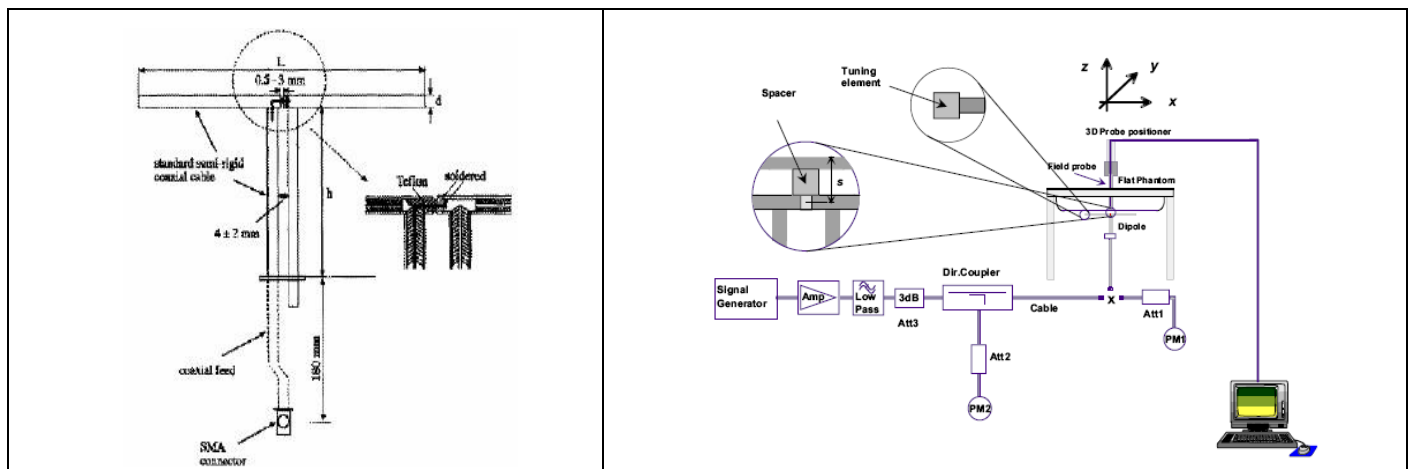 L
0.5 - 3 mm
d
standard semi-rigid
coaxial cable
Teflon
soldered
h
4 ± 2 mm
coaxial feed
180 mm
SMA
connector
z
y
x
Tuning
element
Spacer
3D Probe positioner
s
Field probe
Flat Phantom
Dipole
Dir.Coupler
Signal
Generator
Amp
Low
Pass
3dB
Att3
Cable
x
Att1
PM1
Att2
PM2